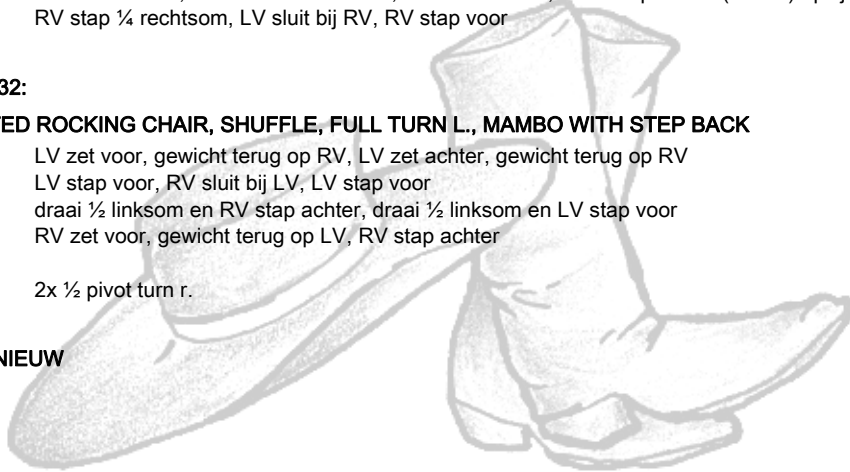 RV stap ¼ rechtsom, LV sluit bij RV, RV stap voor
32:
ED ROCKING CHAIR, SHUFFLE, FULL TURN L., MAMBO WITH STEP BACK
LV zet voor, gewicht terug op RV, LV zet achter, gewicht terug op RV
LV stap voor, RV sluit bij LV, LV stap voor
draai ½ linksom en RV stap achter, draai ½ linksom en LV stap voor
RV zet voor, gewicht terug op LV, RV stap achter
2x ½ pivot turn r.
NIEUW